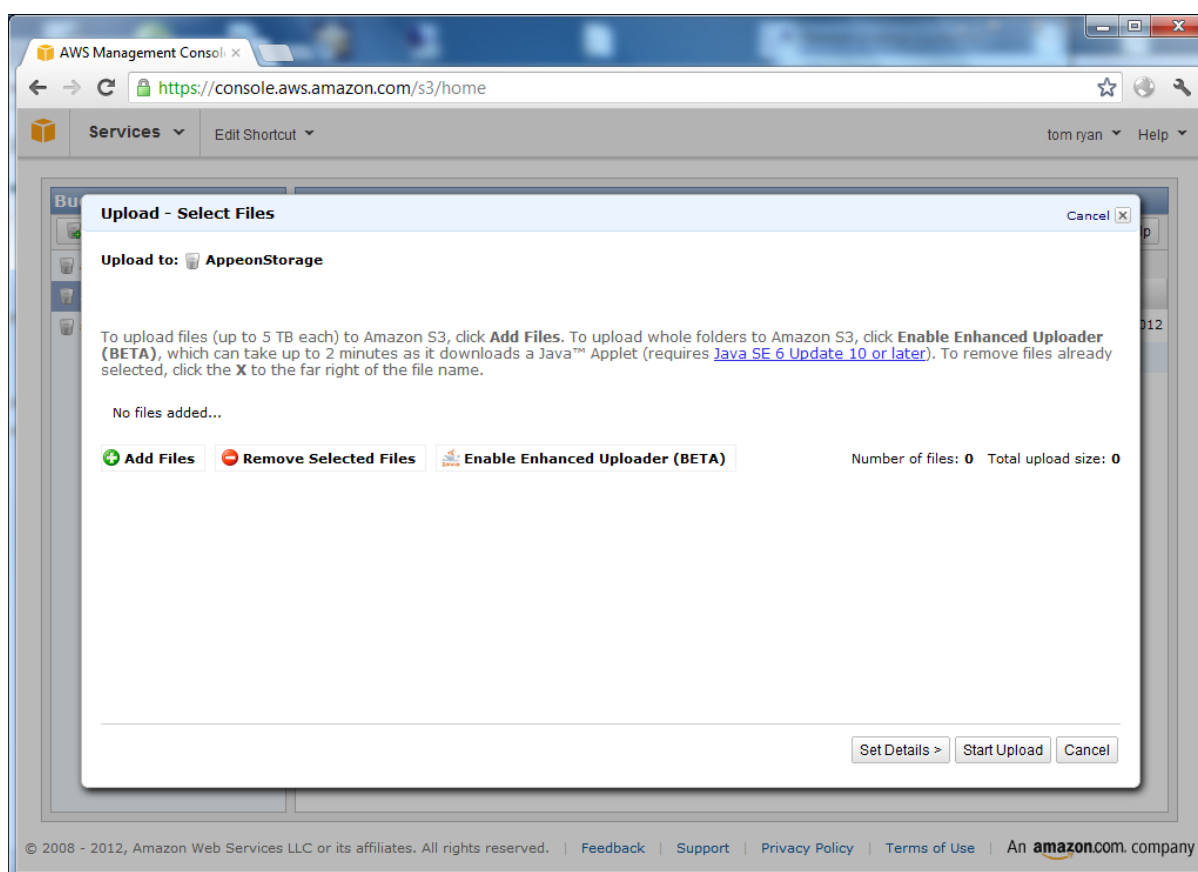 AWS Management Consol
https://console.aws.amazon.com/s3/home
Services Edit Shortcut tom ryan Help
Bu
Upload - Select Files Cancel
Upload to: AppeonStorage
To upload files (up to 5 TB each) to Amazon S3, click Add Files. To upload whole folders to Amazon S3, click Enable Enhanced Uploader
(BETA), which can take up to 2 minutes as it downloads a Java™ Applet (requires Java SE 6 Update 10 or later). To remove files already
selected, click the X to the far right of the file name.
No files added...
Add Files Remove Selected Files Enable Enhanced Uploader (BETA) Number of files: 0 Total upload size: 0
Set Details > Start Upload Cancel
© 2008 - 2012, Amazon Web Services LLC or its affiliates. All rights reserved. | Feedback | Support | Privacy Policy | Terms of Use | An amazon.com. company